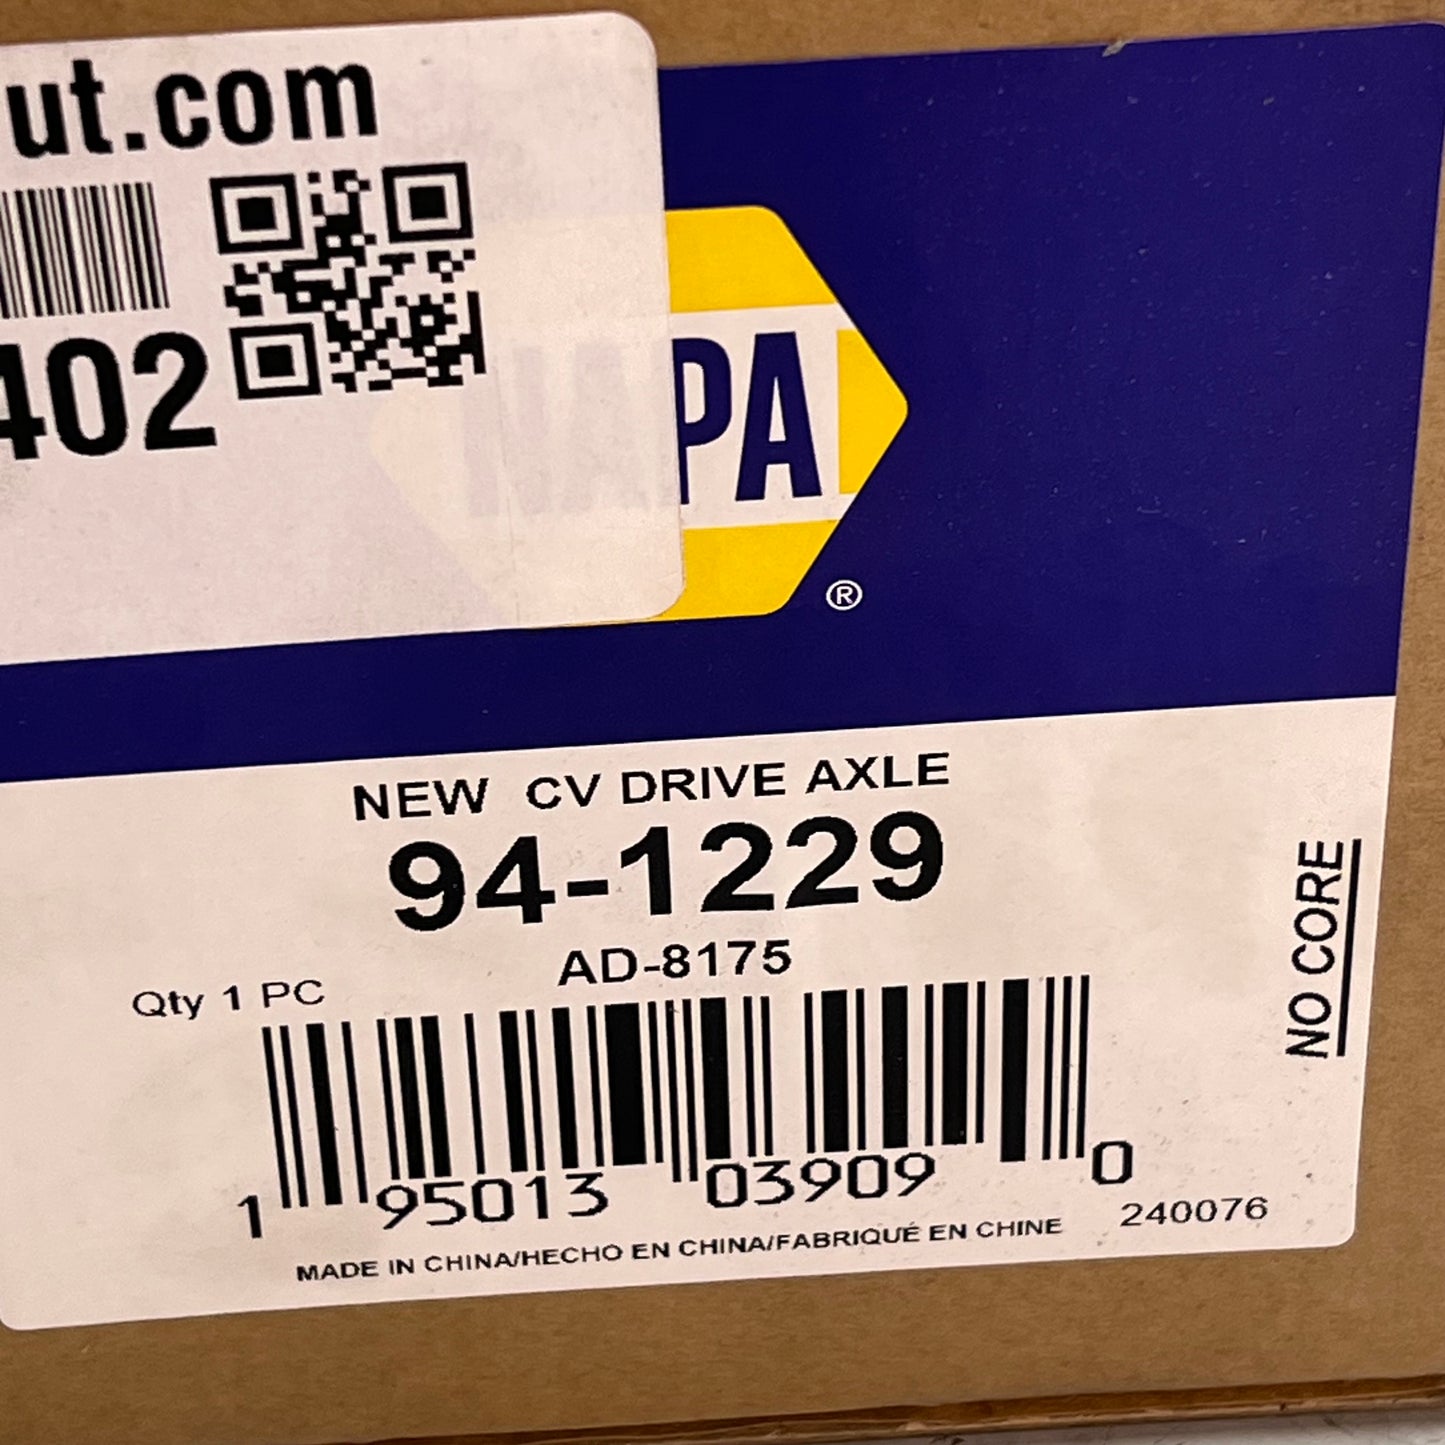 ut.com
402
NAPA
®
NEW CV DRIVE AXLE
94-1229
AD-8175
Qty 1 PC
NO CORE
1 95013 03909 0
240076
MADE IN CHINA/HECHO EN CHINA/FABRIQUÉ EN CHINE